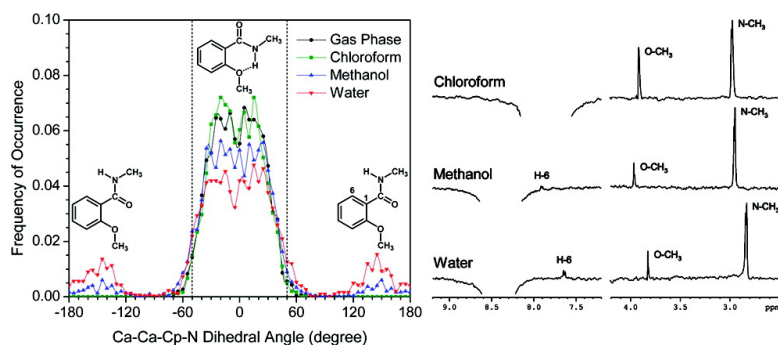 Frequency of Occurrence
0.10
0.08
0.06
0.04
0.02
0.00
-180
-120
-60
0
60
120
180
Ca-Ca-Cp-N Dihedral Angle (degree)
Gas Phase
Chloroform
Methanol
Water
O
C
N
CH₃
H
O
CH₃
H
N
CH₃
C
O
O
CH₃
H
N
CH₃
6
1
C
O
O
CH₃
Chloroform
O-CH₃
N-CH₃
Methanol
H-6
O-CH₃
N-CH₃
Water
H-6
O-CH₃
N-CH₃
9.0
8.5
8.0
7.5
4.0
3.0
ppm